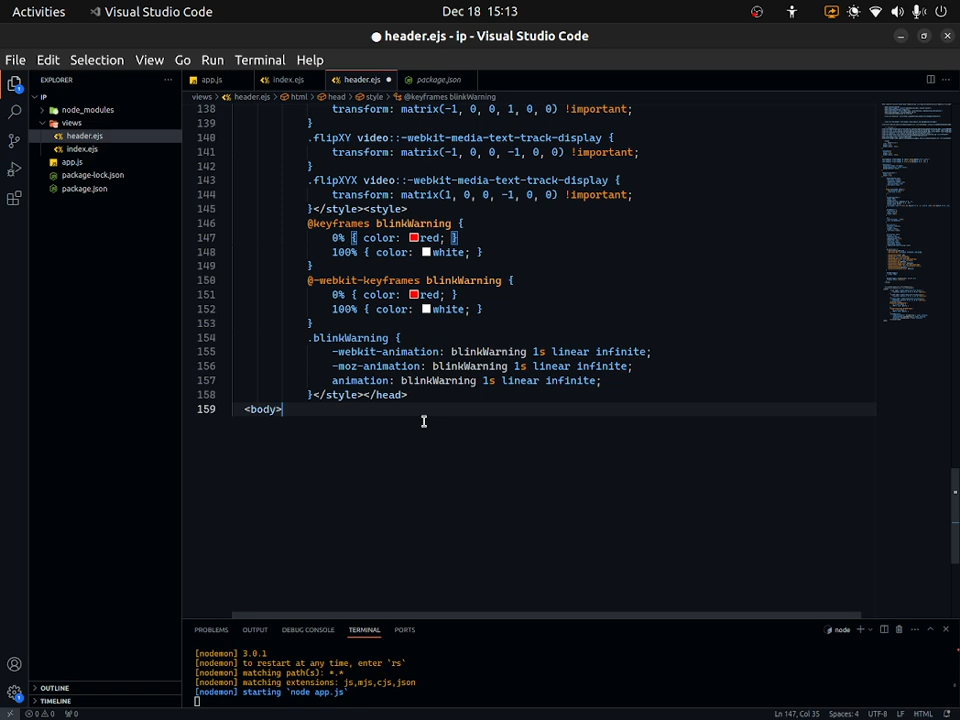 Activities
Visual Studio Code
Dec 18 15:13
header.ejs - ip - Visual Studio Code
File Edit Selection View Go Run Terminal Help
EXPLORER
app.js
index.ejs
header.ejs
package.json
views > header.ejs > html > head > style > @keyframes blinkWarning
IP
node_modules
views
header.ejs
index.ejs
app.js
package-lock.json
package.json
138 transform: matrix(-1, 0, 0, 1, 0, 0) !important;
139 }
140 .flipXY video::-webkit-media-text-track-display {
141 transform: matrix(-1, 0, 0, -1, 0, 0) !important;
142 }
143 .flipXYX video::-webkit-media-text-track-display {
144 transform: matrix(1, 0, 0, -1, 0, 0) !important;
145 }</style><style>
146 @keyframes blinkWarning {
147 0% { color: red; }
148 100% { color: white; }
149 }
150 @-webkit-keyframes blinkWarning {
151 0% { color: red; }
152 100% { color: white; }
153 }
154 .blinkWarning {
155 -webkit-animation: blinkWarning 1s linear infinite;
156 -moz-animation: blinkWarning 1s linear infinite;
157 animation: blinkWarning 1s linear infinite;
158 }</style></head>
159 <body>
PROBLEMS OUTPUT DEBUG CONSOLE TERMINAL PORTS
node
[nodemon] 3.0.1
[nodemon] to restart at any time, enter `rs`
[nodemon] watching path(s): *.*
[nodemon] watching extensions: js,mjs,cjs,json
[nodemon] starting `node app.js`
OUTLINE
TIMELINE
0 0 0
Ln 147, Col 35 Spaces: 4 UTF-8 LF HTML